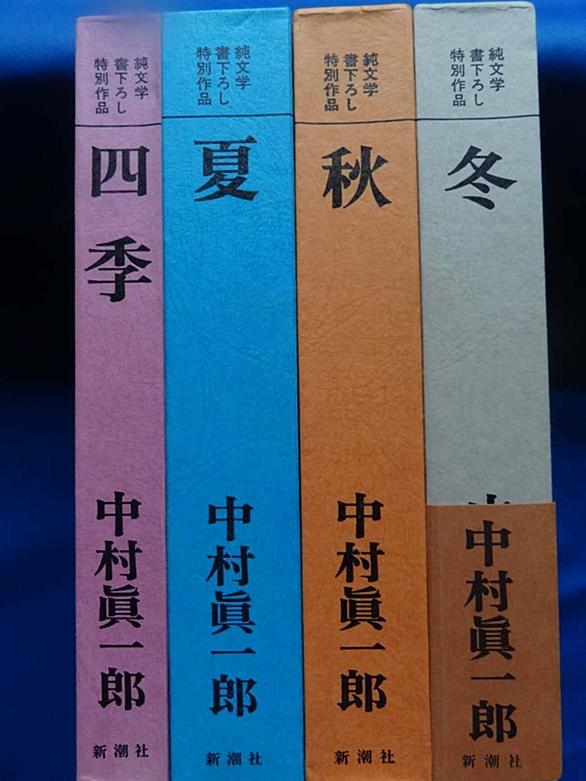 純文学
書下ろし
特別作品
四季
中村眞一郎
新潮社
純文学
書下ろし
特別作品
夏
中村眞一郎
新潮社
純文学
書下ろし
特別作品
秋
中村眞一郎
新潮社
純文学
書下ろし
特別作品
冬
中村眞一郎
新潮社